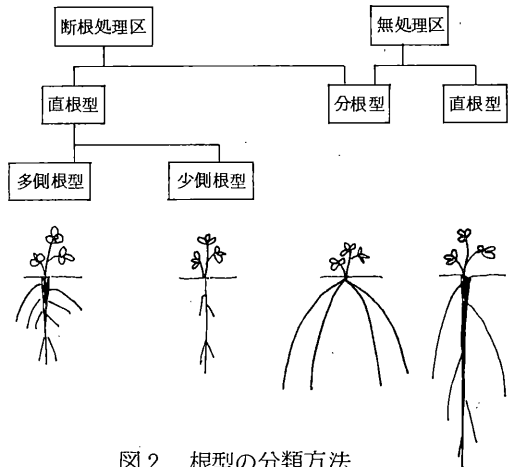 断根処理区
無処理区
直根型
分根型
直根型
多側根型
少側根型
図2 根型の分類方法